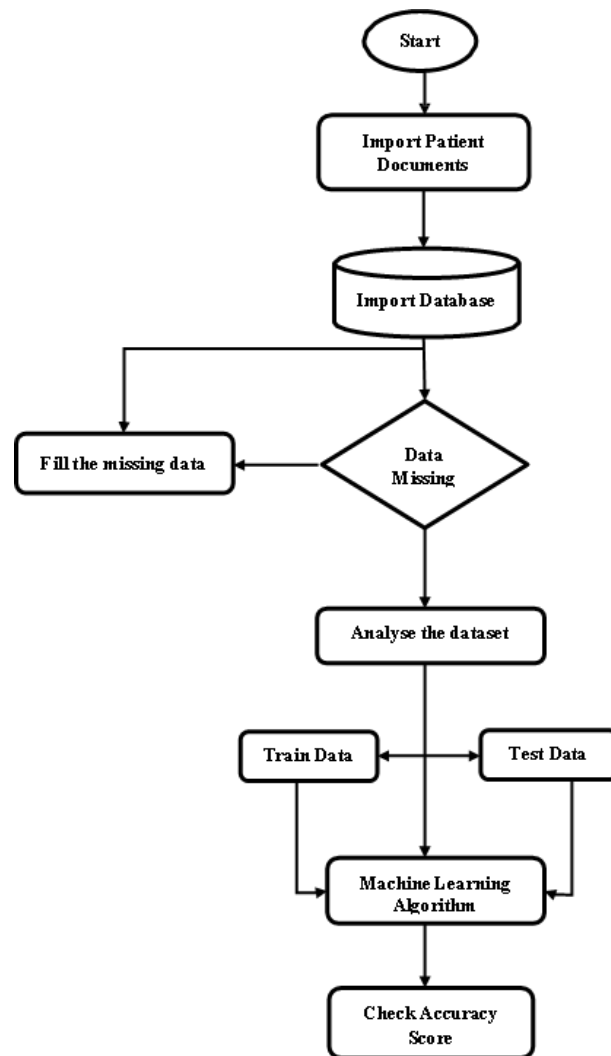 Start
Import Patient
Documents
Import Database
Fill the missing data
Data
Missing
Analyse the dataset
Train Data
Test Data
Machine Learning
Algorithm
Check Accuracy
Score